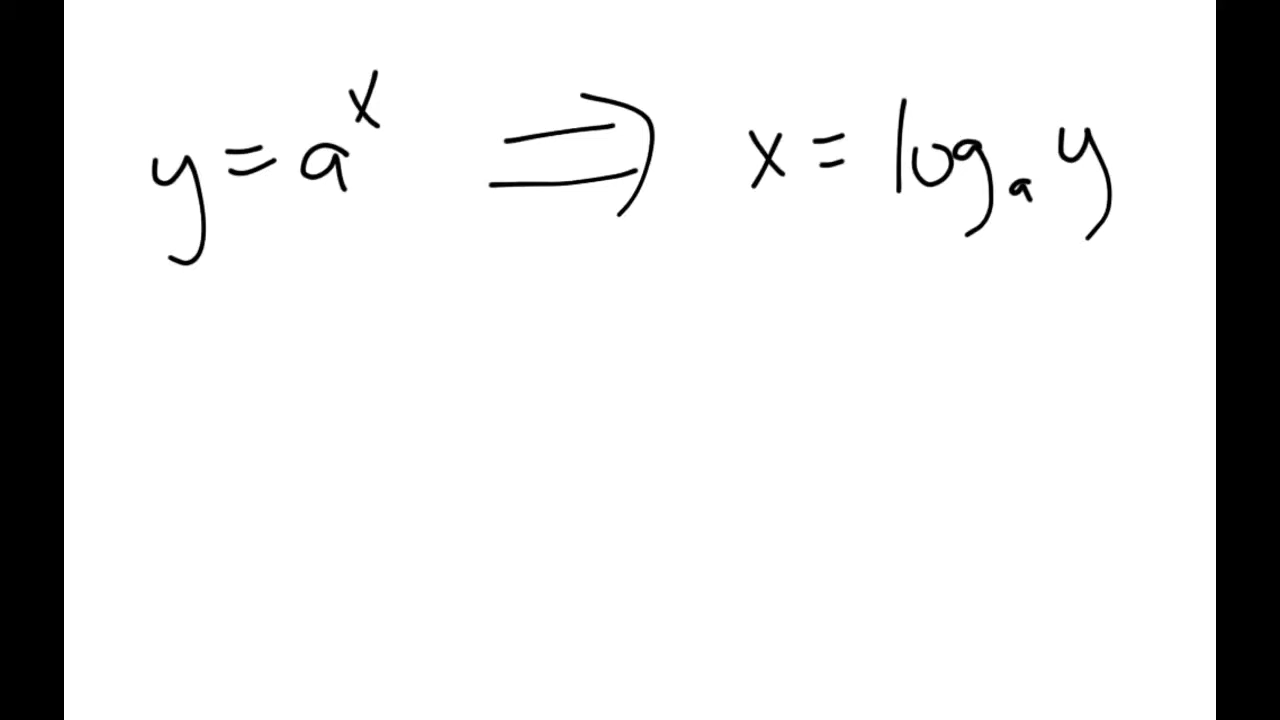 y = a^x ⇒ x = log_a y